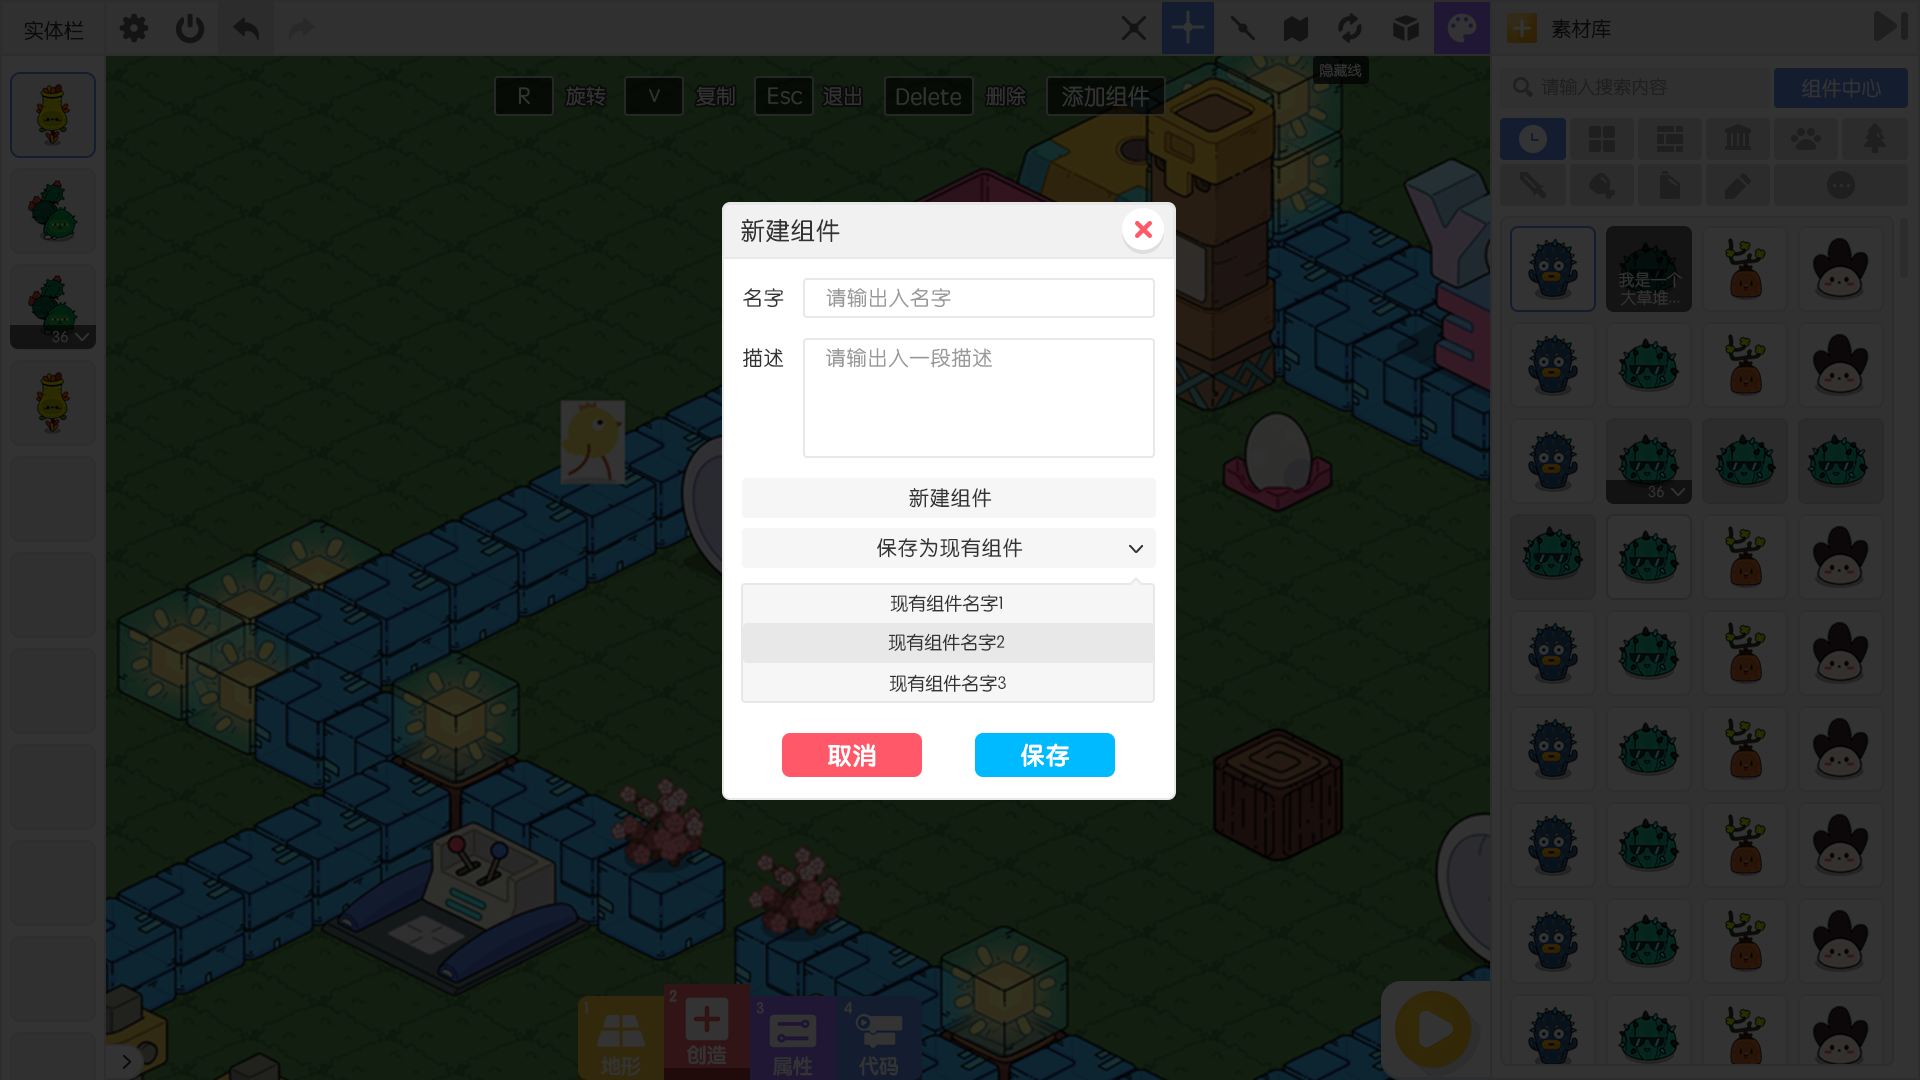 实体栏
素材库
隐藏线
R 旋转 V 复制 Esc 退出 Delete 删除 添加组件
请输入搜索内容
组件中心
36
我是一个
大草堆...
36
新建组件
名字
请输出入名字
描述
请输出入一段描述
新建组件
保存为现有组件
现有组件名字1
现有组件名字2
现有组件名字3
取消
保存
1 地形
2 创造
3 属性
4 代码